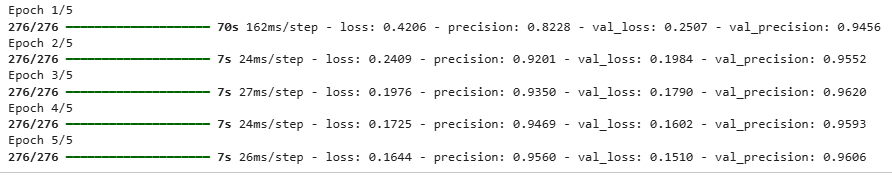 Epoch 1/5
276/276 ━━━━━━━━━━━━━━━━━━━━ 70s 162ms/step - loss: 0.4206 - precision: 0.8228 - val_loss: 0.2507 - val_precision: 0.9456
Epoch 2/5
276/276 ━━━━━━━━━━━━━━━━━━━━ 7s 24ms/step - loss: 0.2409 - precision: 0.9201 - val_loss: 0.1984 - val_precision: 0.9552
Epoch 3/5
276/276 ━━━━━━━━━━━━━━━━━━━━ 7s 27ms/step - loss: 0.1976 - precision: 0.9350 - val_loss: 0.1790 - val_precision: 0.9620
Epoch 4/5
276/276 ━━━━━━━━━━━━━━━━━━━━ 7s 24ms/step - loss: 0.1725 - precision: 0.9469 - val_loss: 0.1602 - val_precision: 0.9593
Epoch 5/5
276/276 ━━━━━━━━━━━━━━━━━━━━ 7s 26ms/step - loss: 0.1644 - precision: 0.9560 - val_loss: 0.1510 - val_precision: 0.9606